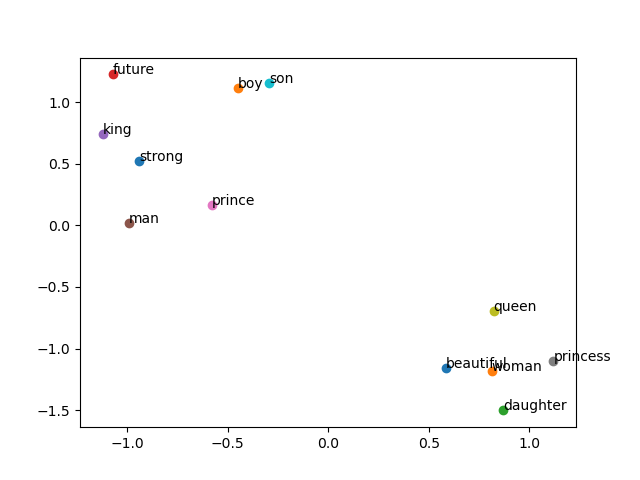 future
boy
son
1.0
king
strong
0.5
prince
man
0.0
−0.5
queen
princess
beautiful
woman
−1.0
daughter
−1.5
−1.0
−0.5
0.0
0.5
1.0